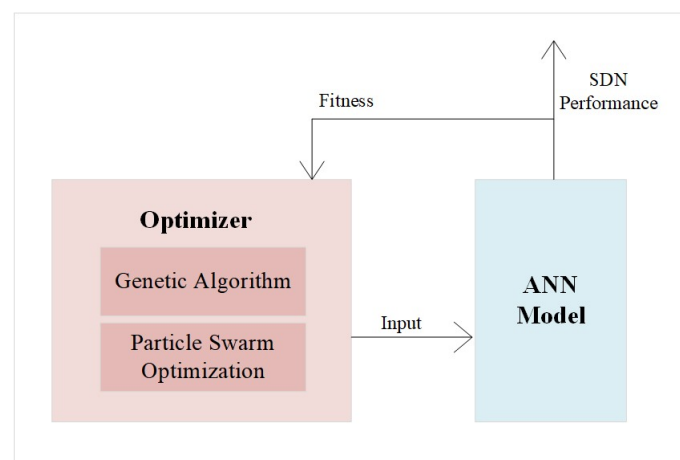 SDN
Performance
Fitness
Optimizer
Genetic Algorithm
Particle Swarm
Optimization
Input
ANN
Model